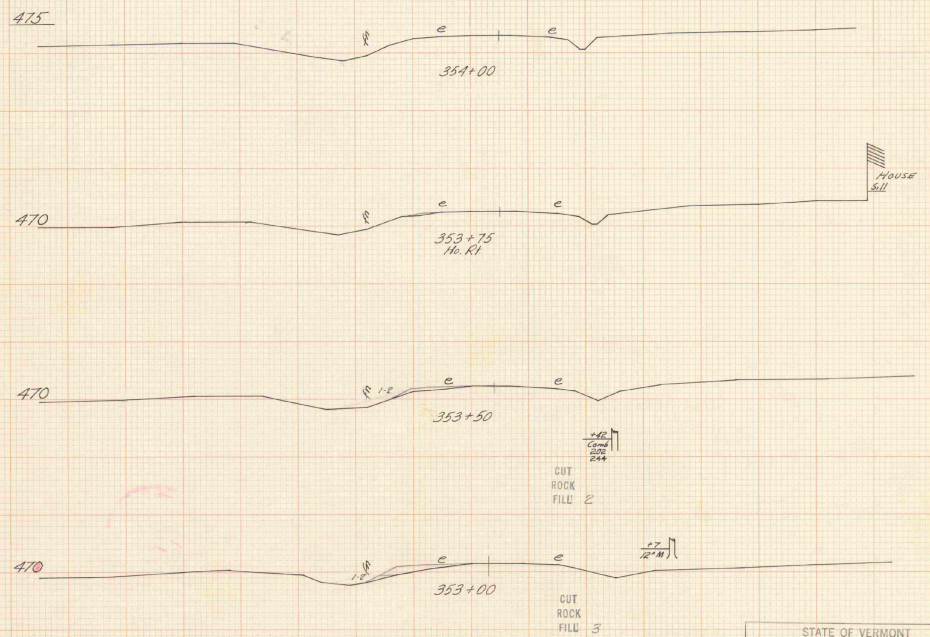 475
e e
354+00
House
Sill
470
e e
353+75
Ho. Rt
470
1-2 e e
353+50
+42
Comb
202
244
CUT
ROCK
FILL 2
470
1-2 e e
+7
12" M
353+00
CUT
ROCK
FILL 3
STATE OF VERMONT